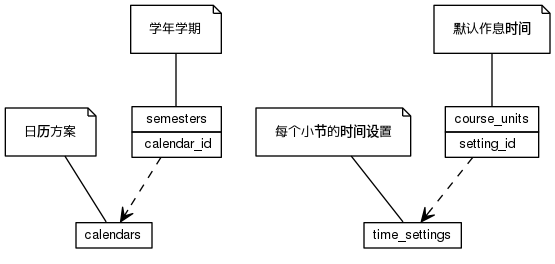 学年学期
默认作息时间
日历方案
semesters
calendar_id
每个小节的时间设置
course_units
setting_id
calendars
time_settings